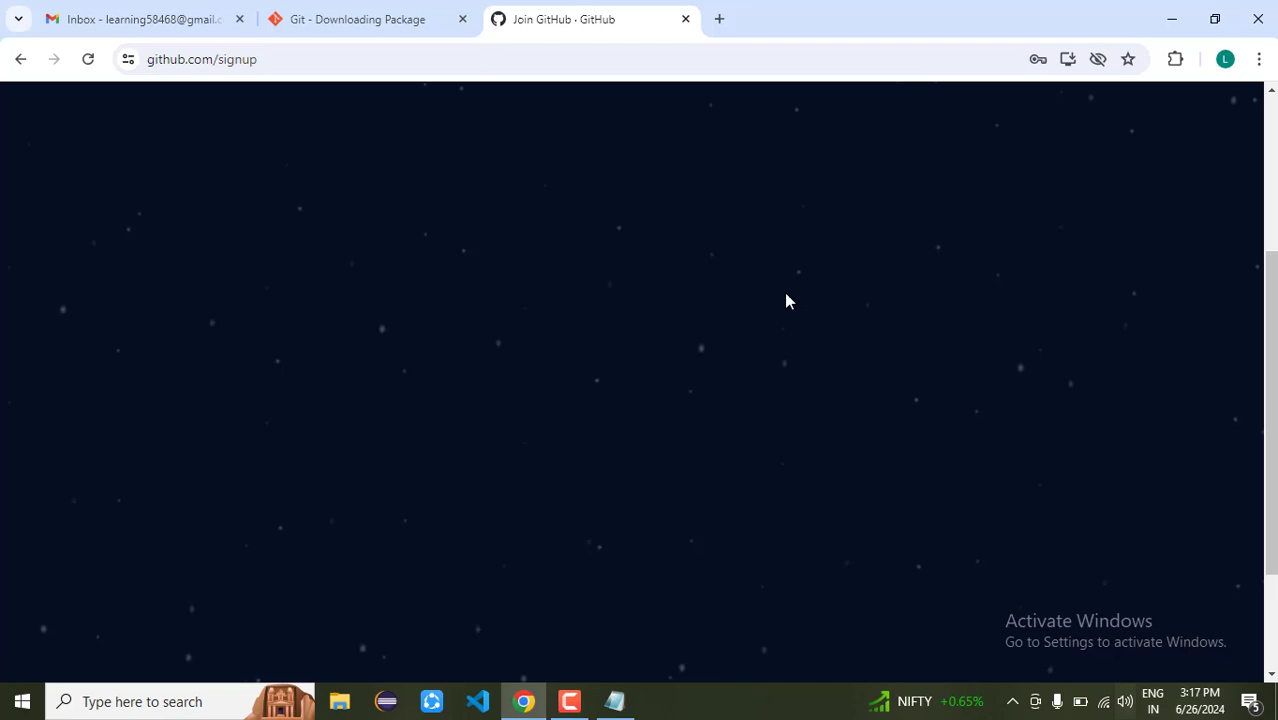 Inbox - learning58468@gmail.c
Git - Downloading Package
Join GitHub · GitHub
github.com/signup
L
Activate Windows
Go to Settings to activate Windows.
Type here to search
NIFTY +0.65%
ENG
IN
3:17 PM
6/26/2024
5